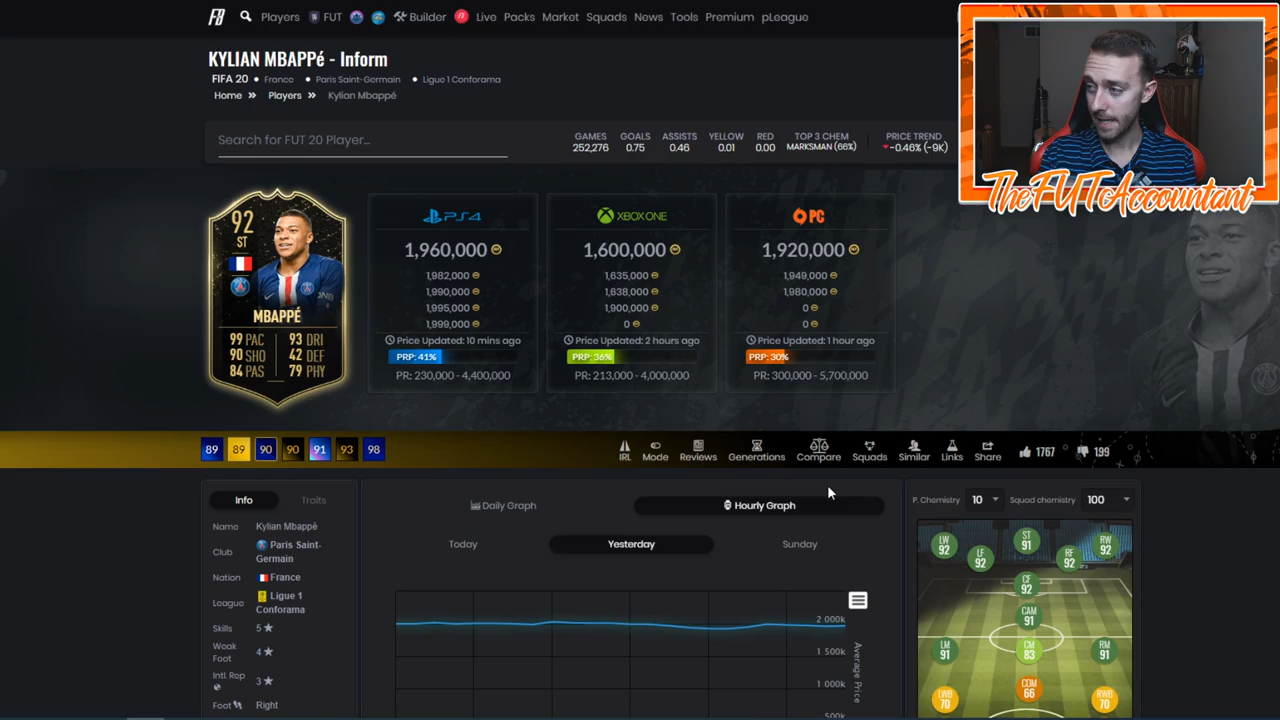 FB Players FUT Builder Live Packs Market Squads News Tools Premium pLeague
KYLIAN MBAPPé - Inform
FIFA 20 • France • Paris Saint-Germain • Ligue 1 Conforama
Home » Players » Kylian Mbappé
Search for FUT 20 Player...
GAMES GOALS ASSISTS YELLOW RED TOP 3 CHEM PRICE TREND
252,276 0.75 0.46 0.01 0.00 MARKSMAN (66%) -0.46% (-9K)
TheFUTAccountant
92
ST
MBAPPÉ
99 PAC 93 DRI
90 SHO 42 DEF
84 PAS 79 PHY
PS4
1,960,000
1,982,000
1,990,000
1,995,000
1,999,000
Price Updated: 10 mins ago
PRP: 41%
PR: 230,000 - 4,400,000
XBOX ONE
1,600,000
1,635,000
1,638,000
1,900,000
0
Price Updated: 2 hours ago
PRP: 36%
PR: 213,000 - 4,000,000
PC
1,920,000
1,949,000
1,980,000
0
0
Price Updated: 1 hour ago
PRP: 30%
PR: 300,000 - 5,700,000
89 89 90 90 91 93 98
IRL Mode Reviews Generations Compare Squads Similar Links Share 1767 199
Info Traits
Name Kylian Mbappé
Club Paris Saint-Germain
Nation France
League Ligue 1 Conforama
Skills 5★
Weak Foot 4★
Intl Rep 3★
Foot Right
Daily Graph Hourly Graph
Today Yesterday Sunday
2 000k
1 500k
1 000k
500k
Average Price
P. Chemistry 10 Squad chemistry 100
LW 92
LF 92
ST 91
RF 92
RW 92
CF 92
CAM 91
LM 91
CM 83
RM 91
CDM 66
LWB 70
RWB 70